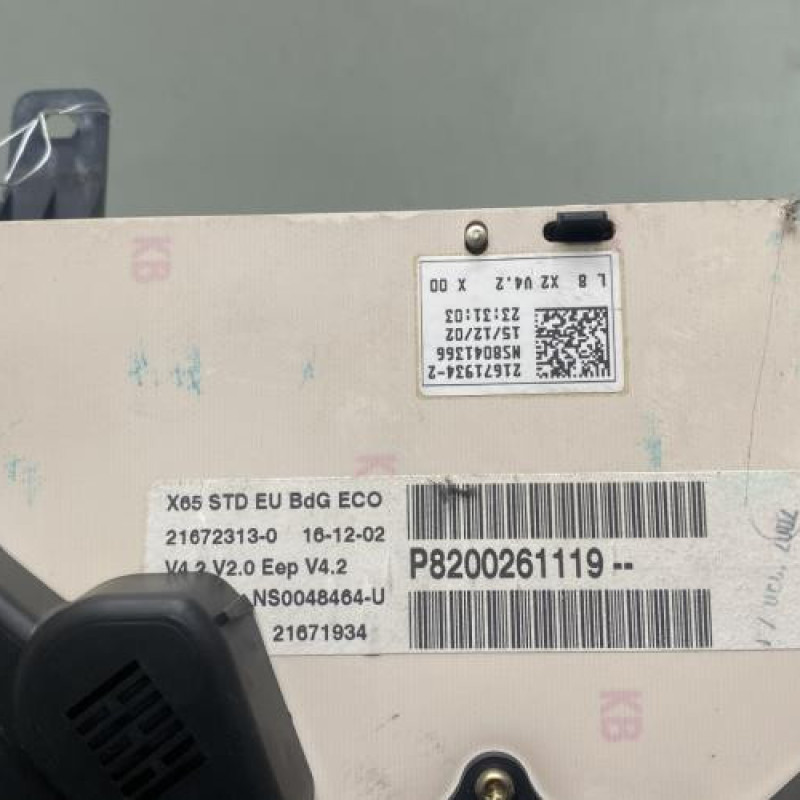 KB
21671934-2
NS8041366
15/12/02
23:31:03
L 8 X2 V4.2 X 00
KB
X65 STD EU BdG ECO
21672313-0 16-12-02
V4.2 V2.0 Eep V4.2
NS0048464-U
21671934
P8200261119--
KB